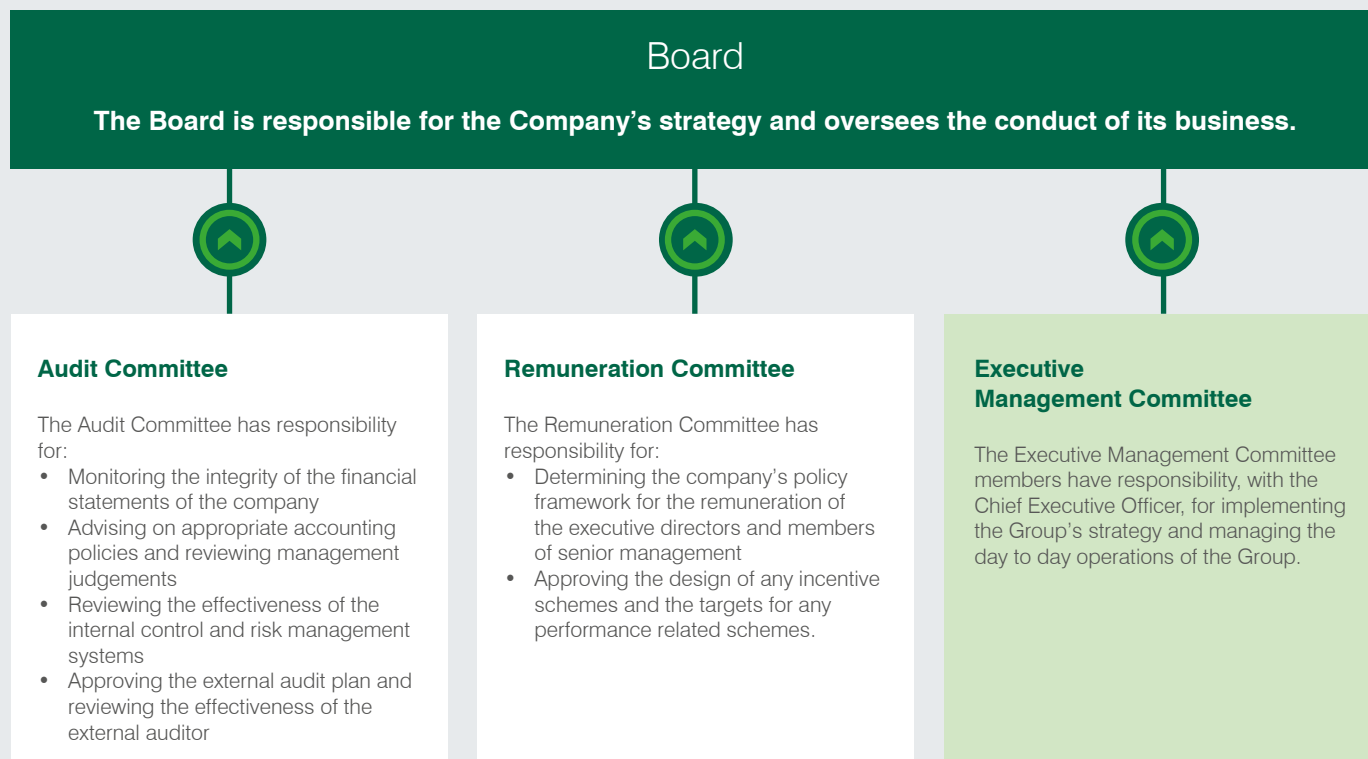 Board
The Board is responsible for the Company’s strategy and oversees the conduct of its business.
Audit Committee
The Audit Committee has responsibility
for:
• Monitoring the integrity of the financial
statements of the company
• Advising on appropriate accounting
policies and reviewing management
judgements
• Reviewing the effectiveness of the
internal control and risk management
systems
• Approving the external audit plan and
reviewing the effectiveness of the
external auditor
Remuneration Committee
The Remuneration Committee has
responsibility for:
• Determining the company’s policy
framework for the remuneration of
the executive directors and members
of senior management
• Approving the design of any incentive
schemes and the targets for any
performance related schemes.
Executive
Management Committee
The Executive Management Committee
members have responsibility, with the
Chief Executive Officer, for implementing
the Group’s strategy and managing the
day to day operations of the Group.